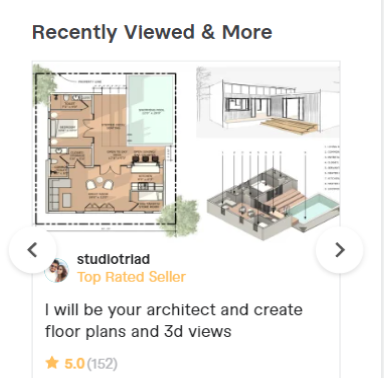 Recently Viewed & More
studiotriad
Top Rated Seller
I will be your architect and create
floor plans and 3d views
5.0 (152)